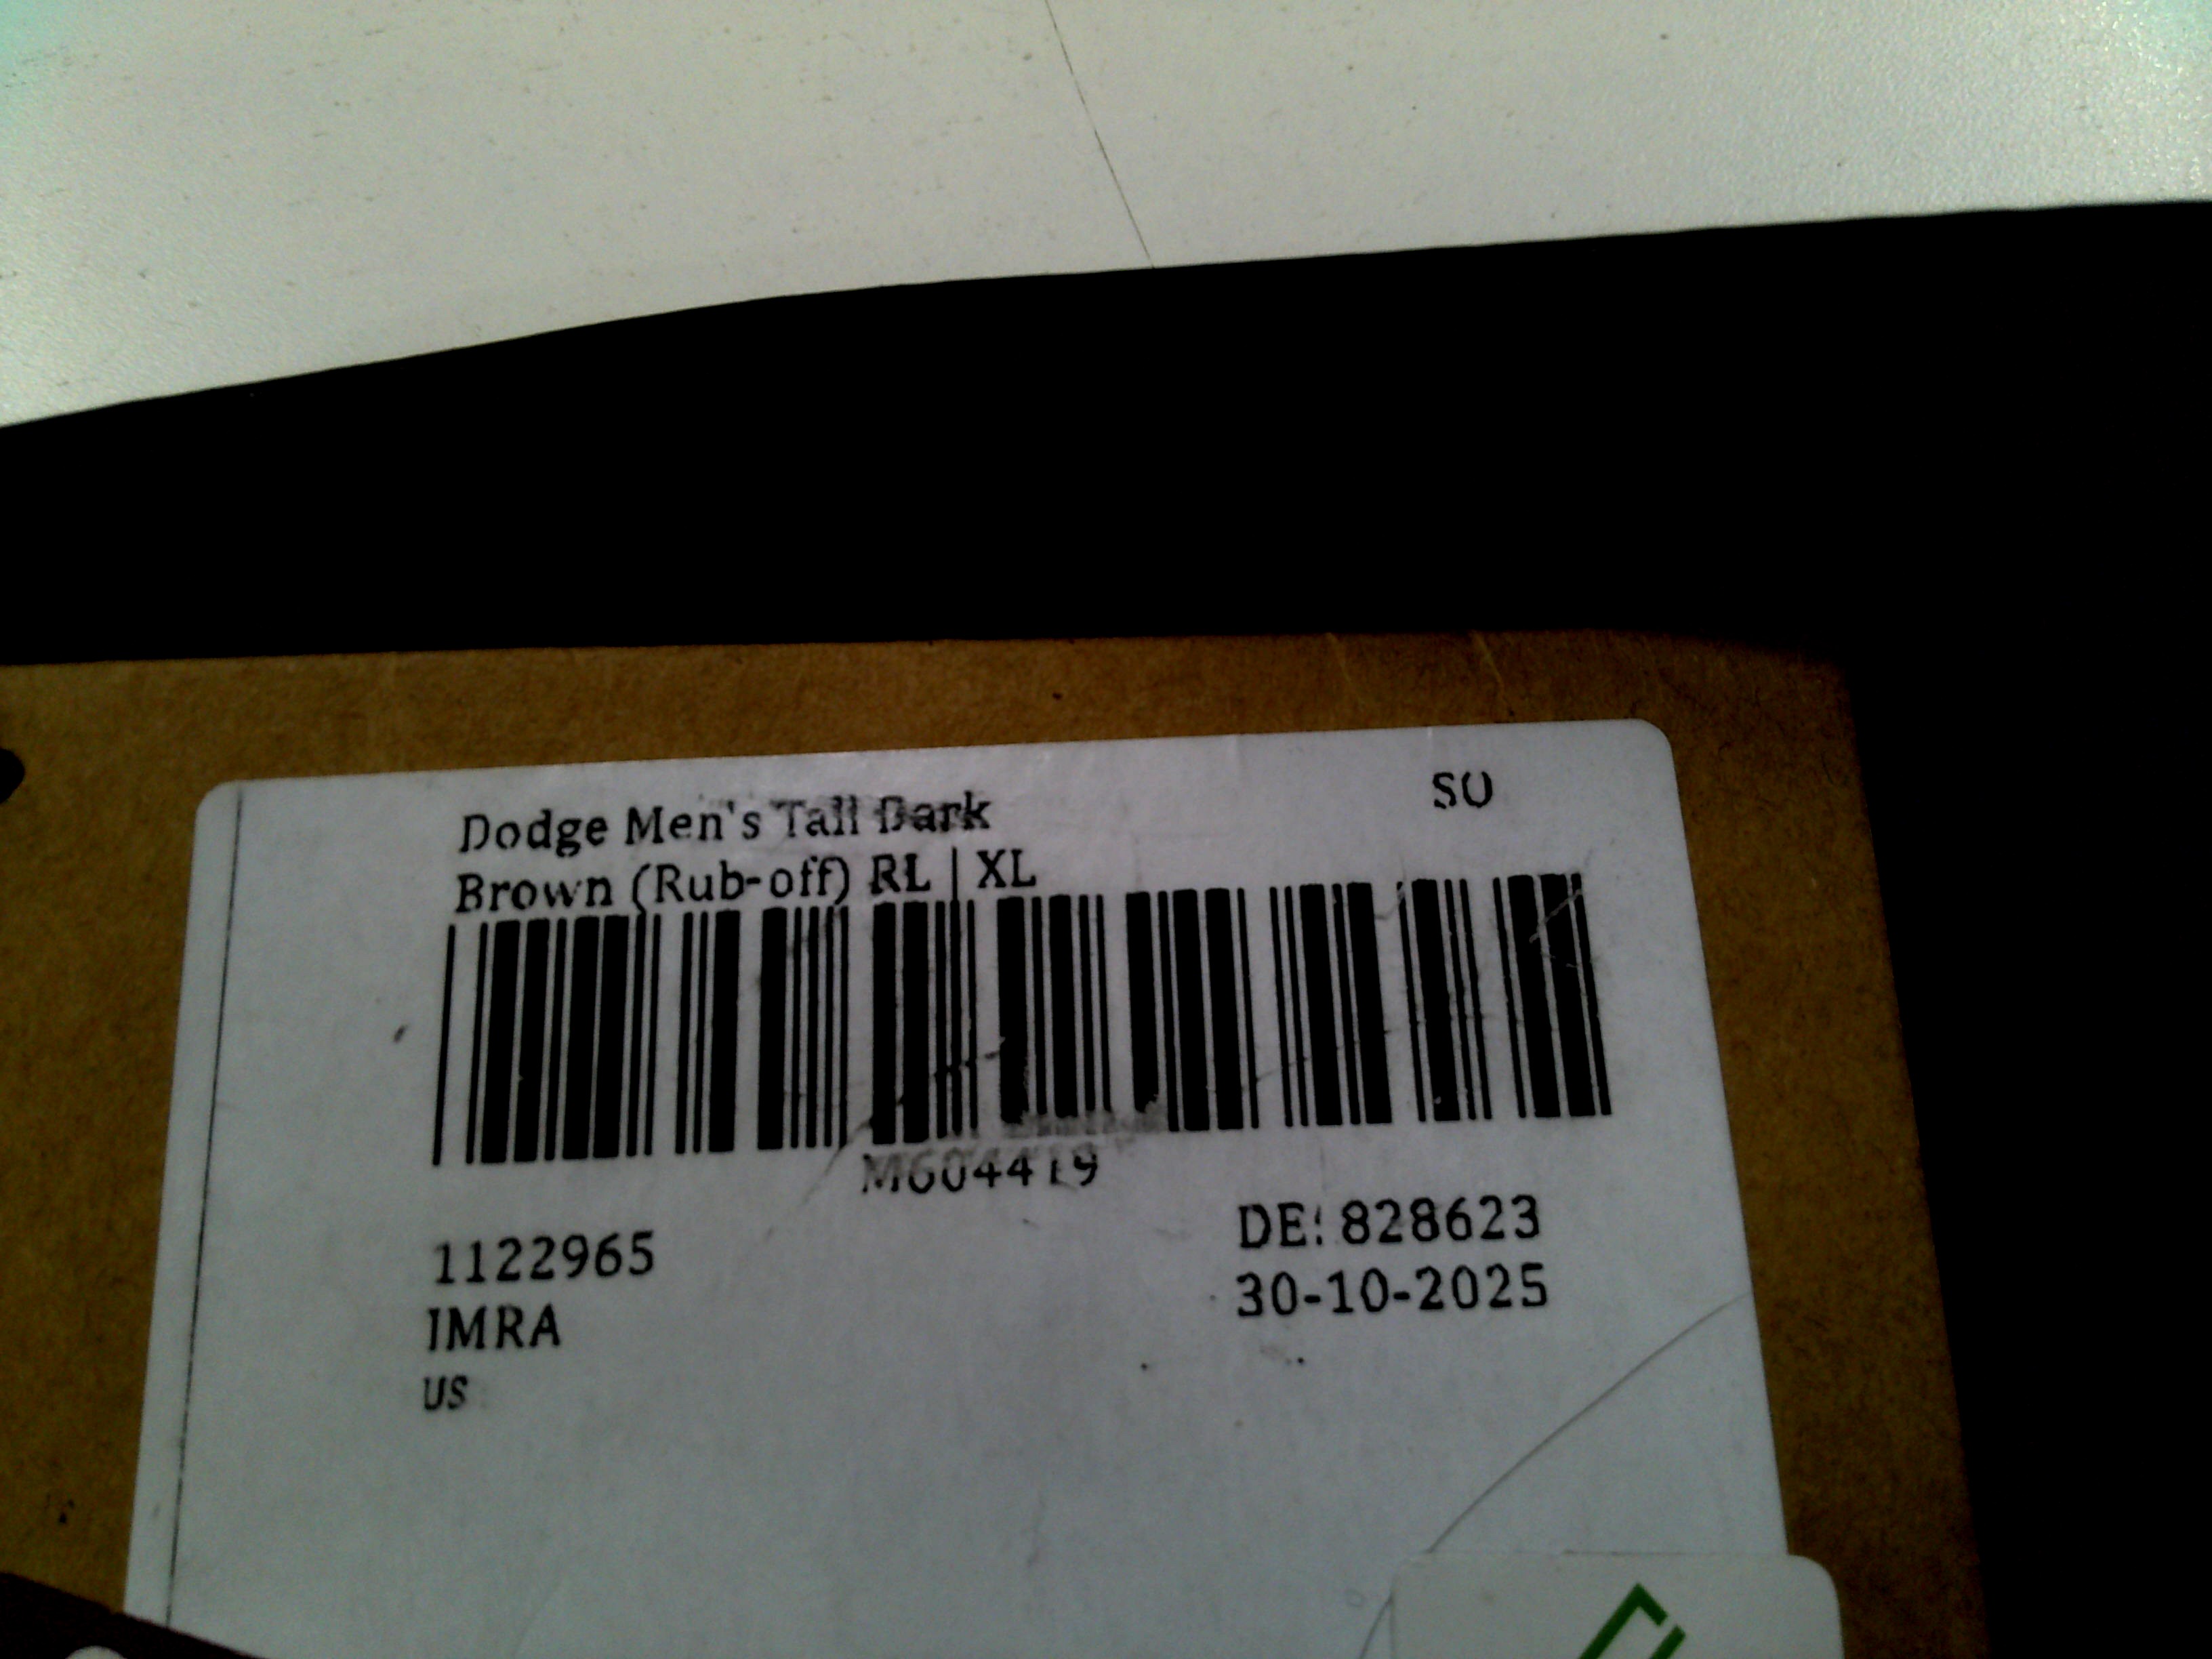 SO
Dodge Men's Tall Dark
Brown (Rub-off) RL | XL
M604419
1122965
DE: 828623
IMRA
30-10-2025
US